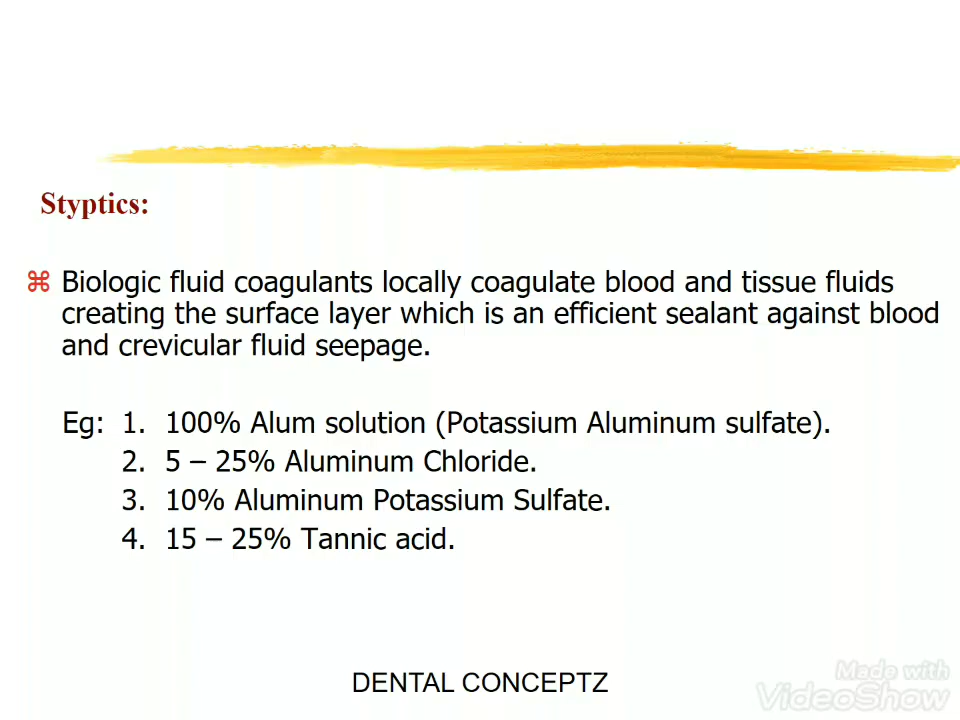 Styptics:
⌘ Biologic fluid coagulants locally coagulate blood and tissue fluids
creating the surface layer which is an efficient sealant against blood
and crevicular fluid seepage.
Eg: 1. 100% Alum solution (Potassium Aluminum sulfate).
2. 5 – 25% Aluminum Chloride.
3. 10% Aluminum Potassium Sulfate.
4. 15 – 25% Tannic acid.
DENTAL CONCEPTZ
Made with
VideoShow